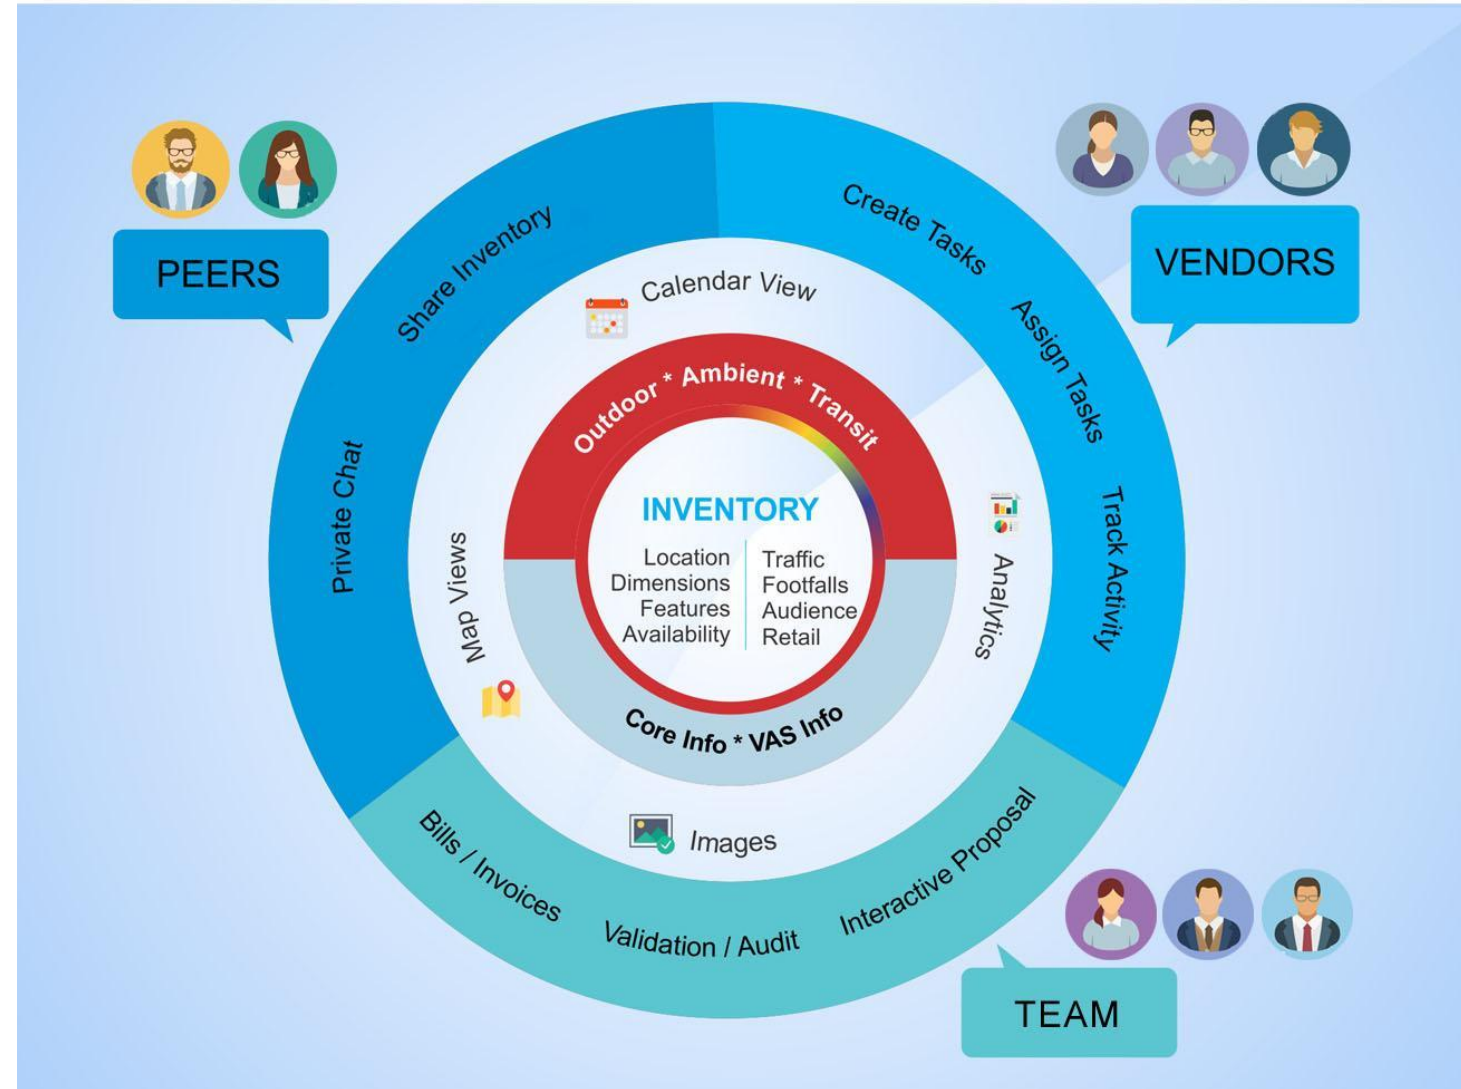 PEERS
VENDORS
Share Inventory
Private Chat
Create Tasks
Assign Tasks
Track Activity
Calendar View
Map Views
Analytics
Images
Outdoor * Ambient * Transit
INVENTORY
Location
Dimensions
Features
Availability
Traffic
Footfalls
Audience
Retail
Core Info * VAS Info
Bills / Invoices
Validation / Audit
Interactive Proposal
TEAM